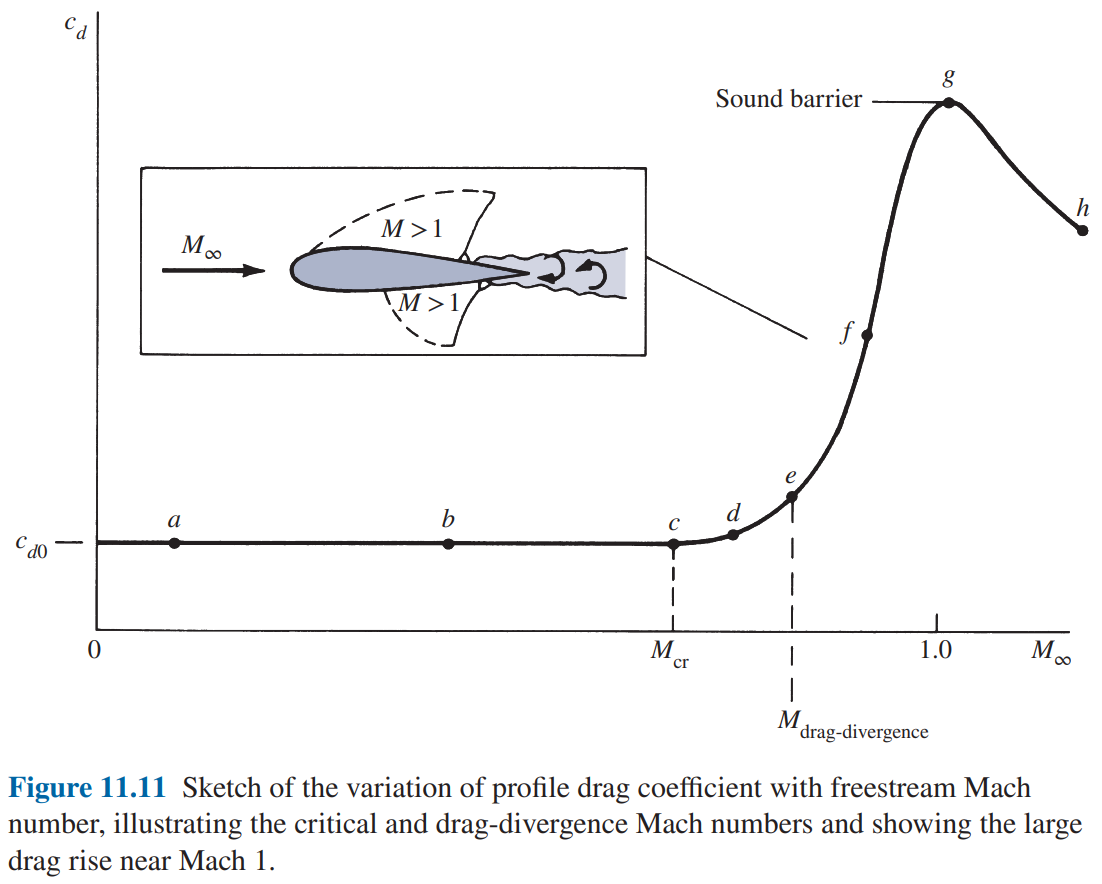 c_d
g
Sound barrier
h
M > 1
M∞
M > 1
f
e
a
b
c
d
c_d0
0
M_cr
1.0
M∞
M_drag-divergence
Figure 11.11 Sketch of the variation of profile drag coefficient with freestream Mach
number, illustrating the critical and drag-divergence Mach numbers and showing the large
drag rise near Mach 1.